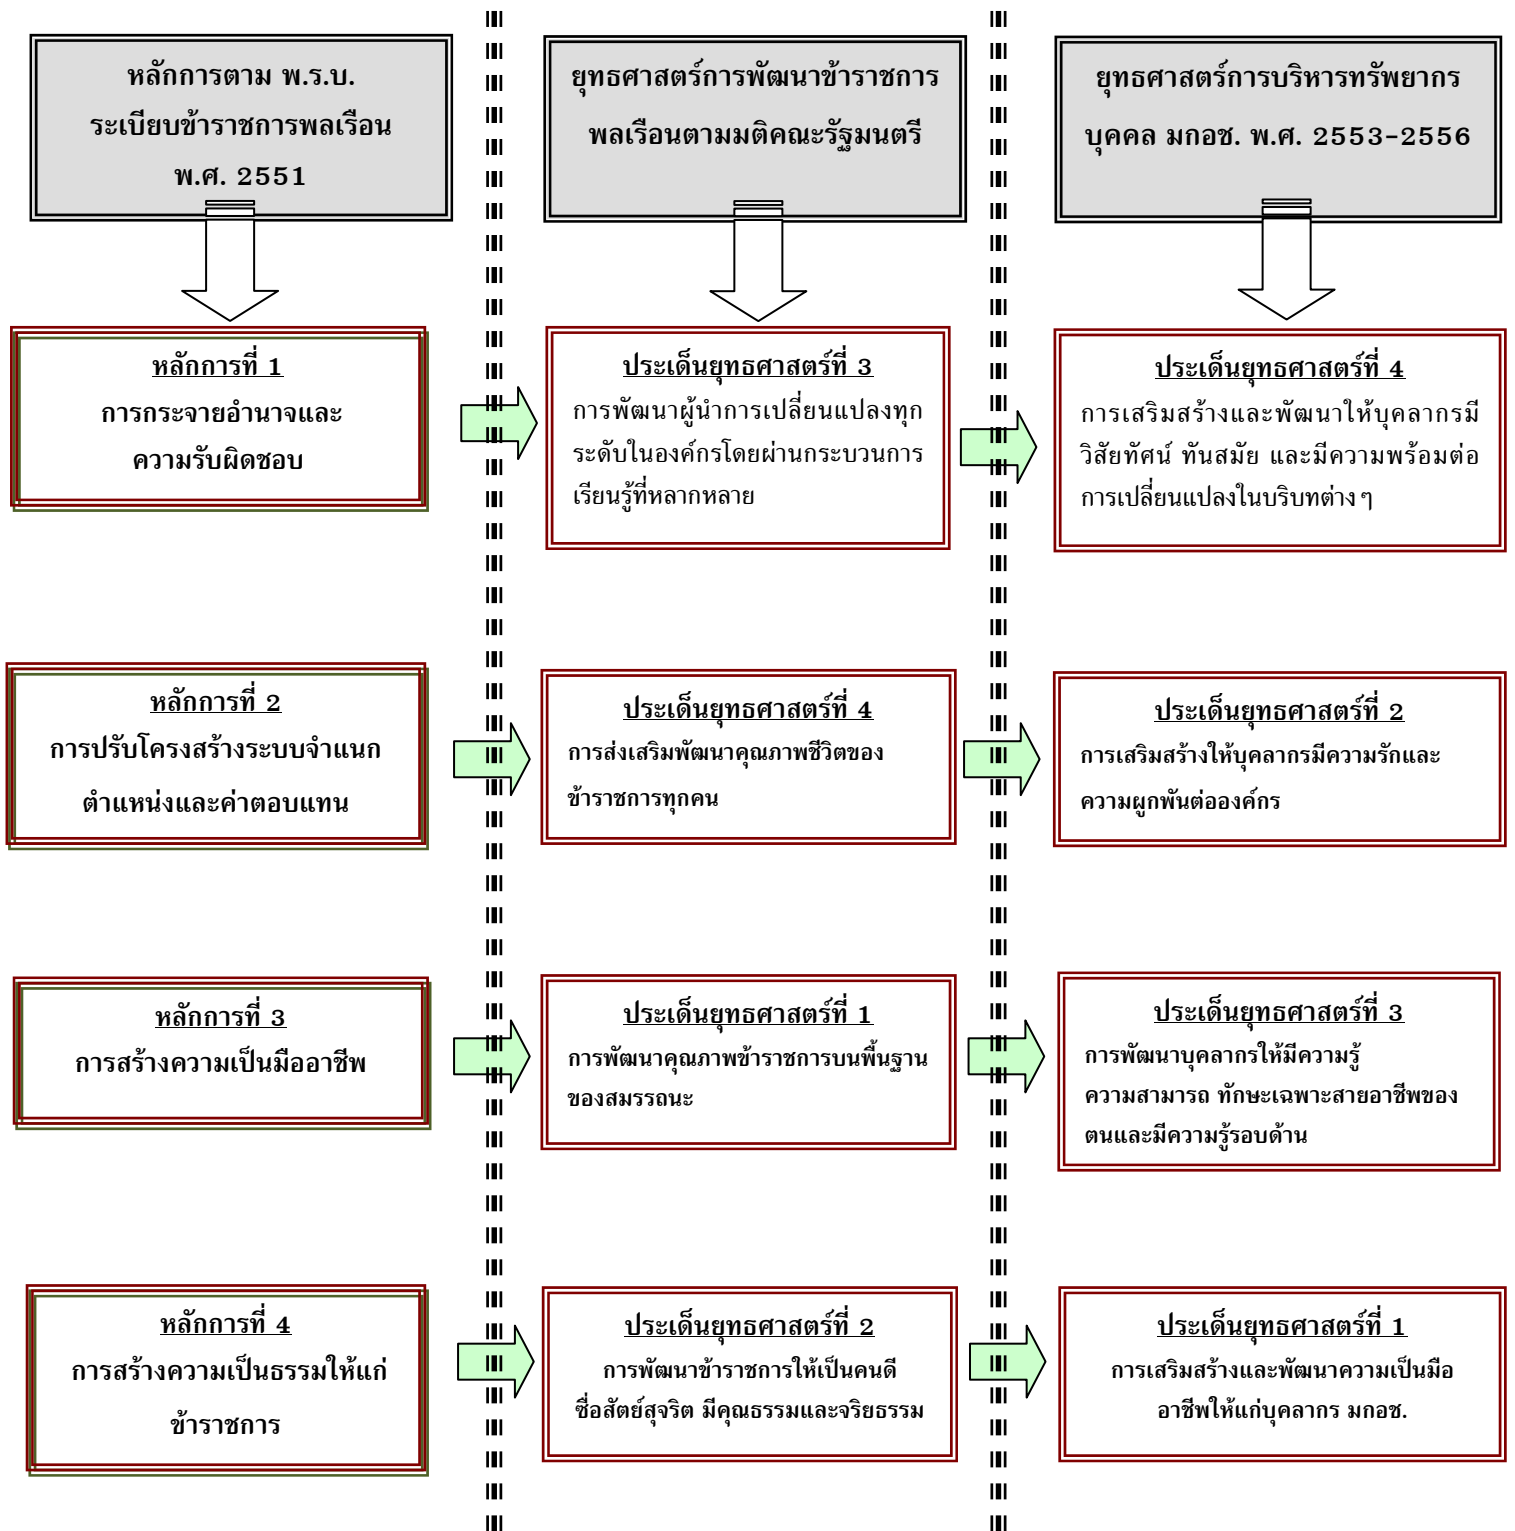 หลักการตาม พ.ร.บ.
ระเบียบข้าราชการพลเรือน
พ.ศ. 2551
ยุทธศาสตร์การพัฒนาข้าราชการ
พลเรือนตามมติคณะรัฐมนตรี
ยุทธศาสตร์การบริหารทรัพยากร
บุคคล มกอช. พ.ศ. 2553-2556
หลักการที่ 1
การกระจายอำนาจและ
ความรับผิดชอบ
ประเด็นยุทธศาสตร์ที่ 3
การพัฒนาผู้นำการเปลี่ยนแปลงทุก
ระดับในองค์กรโดยผ่านกระบวนการ
เรียนรู้ที่หลากหลาย
ประเด็นยุทธศาสตร์ที่ 4
การเสริมสร้างและพัฒนาให้บุคลากรมี
วิสัยทัศน์ ทันสมัย และมีความพร้อมต่อ
การเปลี่ยนแปลงในบริบทต่างๆ
หลักการที่ 2
การปรับโครงสร้างระบบจำแนก
ตำแหน่งและค่าตอบแทน
ประเด็นยุทธศาสตร์ที่ 4
การส่งเสริมพัฒนาคุณภาพชีวิตของ
ข้าราชการทุกคน
ประเด็นยุทธศาสตร์ที่ 2
การเสริมสร้างให้บุคลากรมีความรักและ
ความผูกพันต่อองค์กร
หลักการที่ 3
การสร้างความเป็นมืออาชีพ
ประเด็นยุทธศาสตร์ที่ 1
การพัฒนาคุณภาพข้าราชการบนพื้นฐาน
ของสมรรถนะ
ประเด็นยุทธศาสตร์ที่ 3
การพัฒนาบุคลากรให้มีความรู้
ความสามารถ ทักษะเฉพาะสายอาชีพของ
ตนและมีความรู้รอบด้าน
หลักการที่ 4
การสร้างความเป็นธรรมให้แก่
ข้าราชการ
ประเด็นยุทธศาสตร์ที่ 2
การพัฒนาข้าราชการให้เป็นคนดี
ซื่อสัตย์สุจริต มีคุณธรรมและจริยธรรม
ประเด็นยุทธศาสตร์ที่ 1
การเสริมสร้างและพัฒนาความเป็นมือ
อาชีพให้แก่บุคลากร มกอช.